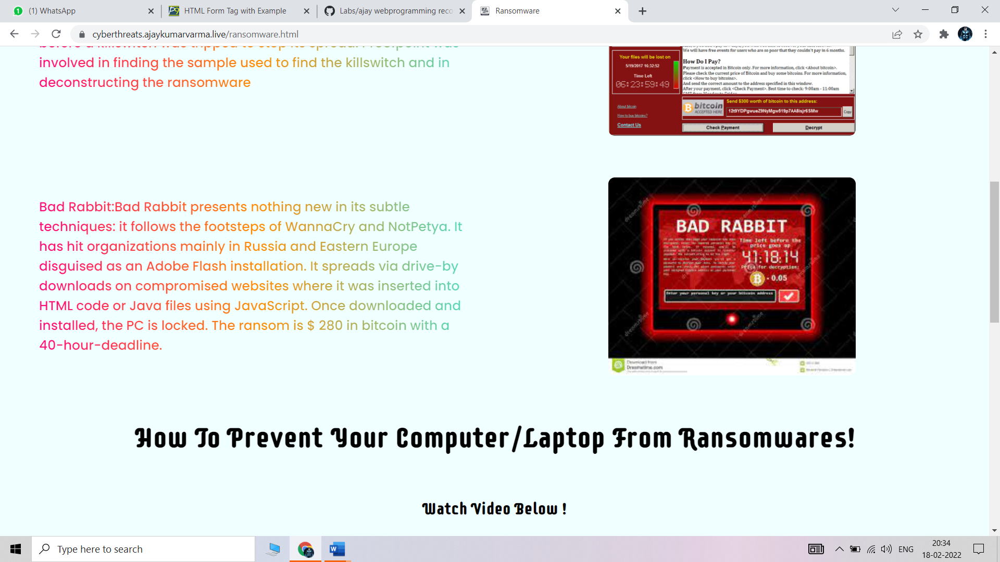 (1) WhatsApp
HTML Form Tag with Example
Labs/ajay webprogramming reco
Ransomware
cyberthreats.ajaykumarvarma.live/ransomware.html
involved in finding the sample used to find the killswitch and in
deconstructing the ransomware
Your files will be lost on
5/19/2017 16:32:52
Time Left
06:23:59:49
About bitcoin
How to buy bitcoins?
Contact Us
We will have free events for users who are so poor that they couldn't pay in 6 months.
How Do I Pay?
Payment is accepted in Bitcoin only. For more information, click <About bitcoin>.
Please check the current price of Bitcoin and buy some bitcoins. For more information,
click <How to buy bitcoins>.
And send the correct amount to the address specified in this window.
After your payment, click <Check Payment>. Best time to check: 9:00am - 11:00am
bitcoin
ACCEPTED HERE
Send $300 worth of bitcoin to this address:
12t9YDPgwueZ9NyMgw519p7AA8isjr6SMw
Copy
Check Payment
Decrypt
Bad Rabbit:Bad Rabbit presents nothing new in its subtle
techniques: it follows the footsteps of WannaCry and NotPetya. It
has hit organizations mainly in Russia and Eastern Europe
disguised as an Adobe Flash installation. It spreads via drive-by
downloads on compromised websites where it was inserted into
HTML code or Java files using JavaScript. Once downloaded and
installed, the PC is locked. The ransom is $ 280 in bitcoin with a
40-hour-deadline.
BAD RABBIT
Time left before the
price goes up
41:18:14
Price for decryption:
- 0.05
Enter your personal key or your bitcoin address
Download from
Dreamstime.com
How To Prevent Your Computer/Laptop From Ransomwares!
Watch Video Below !
Type here to search
ENG
20:34
18-02-2022